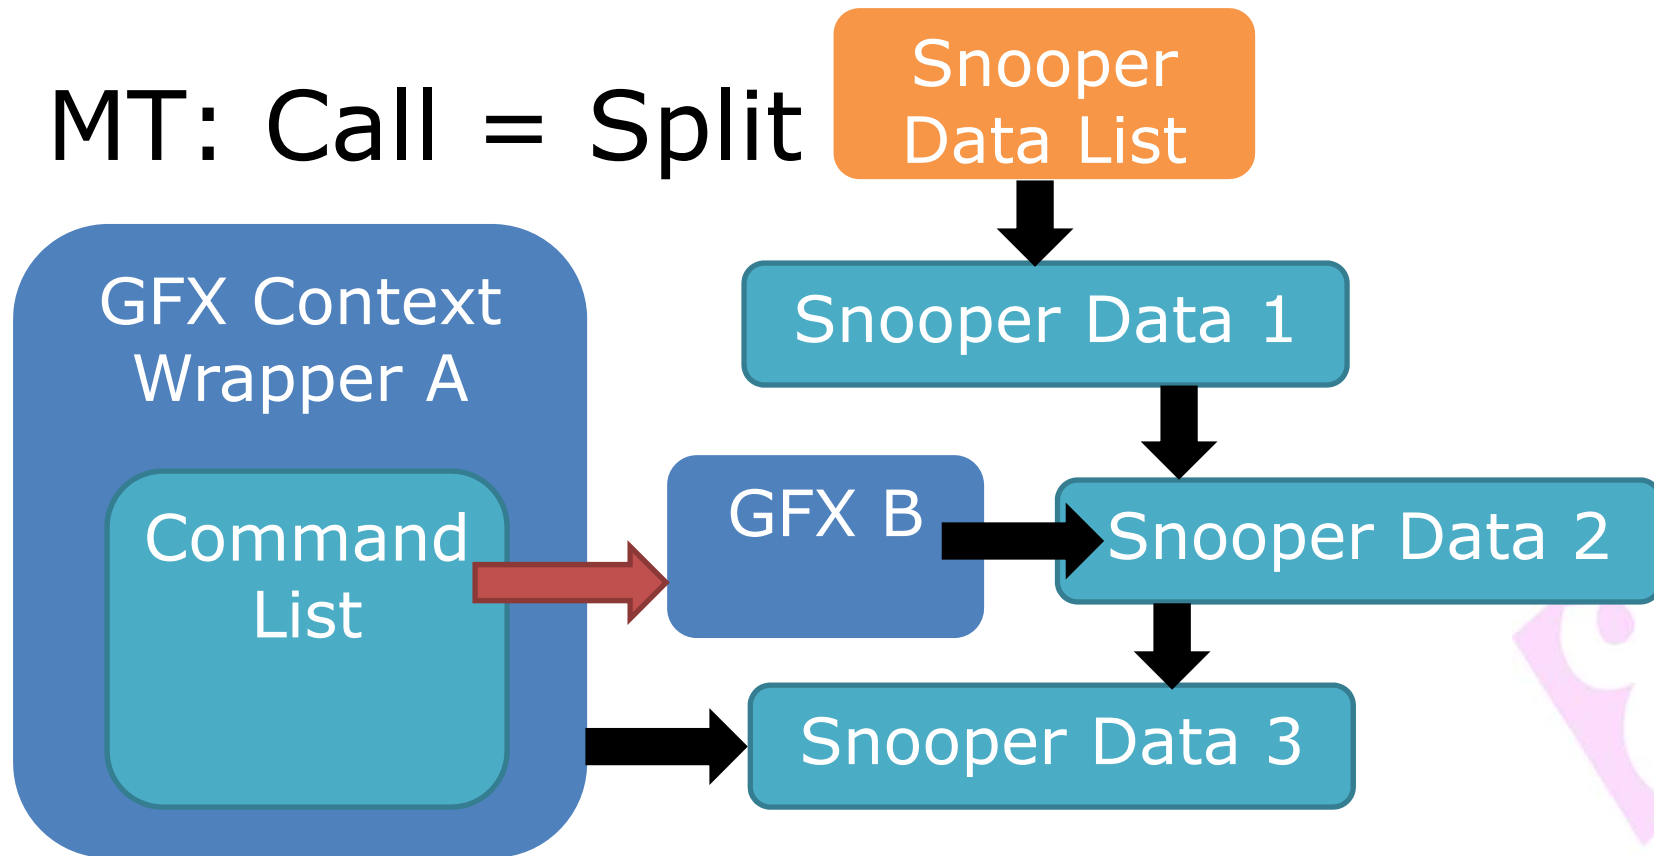 MT: Call = Split
Snooper
Data List
GFX Context
Wrapper A
Command
List
Snooper Data 1
GFX B
Snooper Data 2
Snooper Data 3